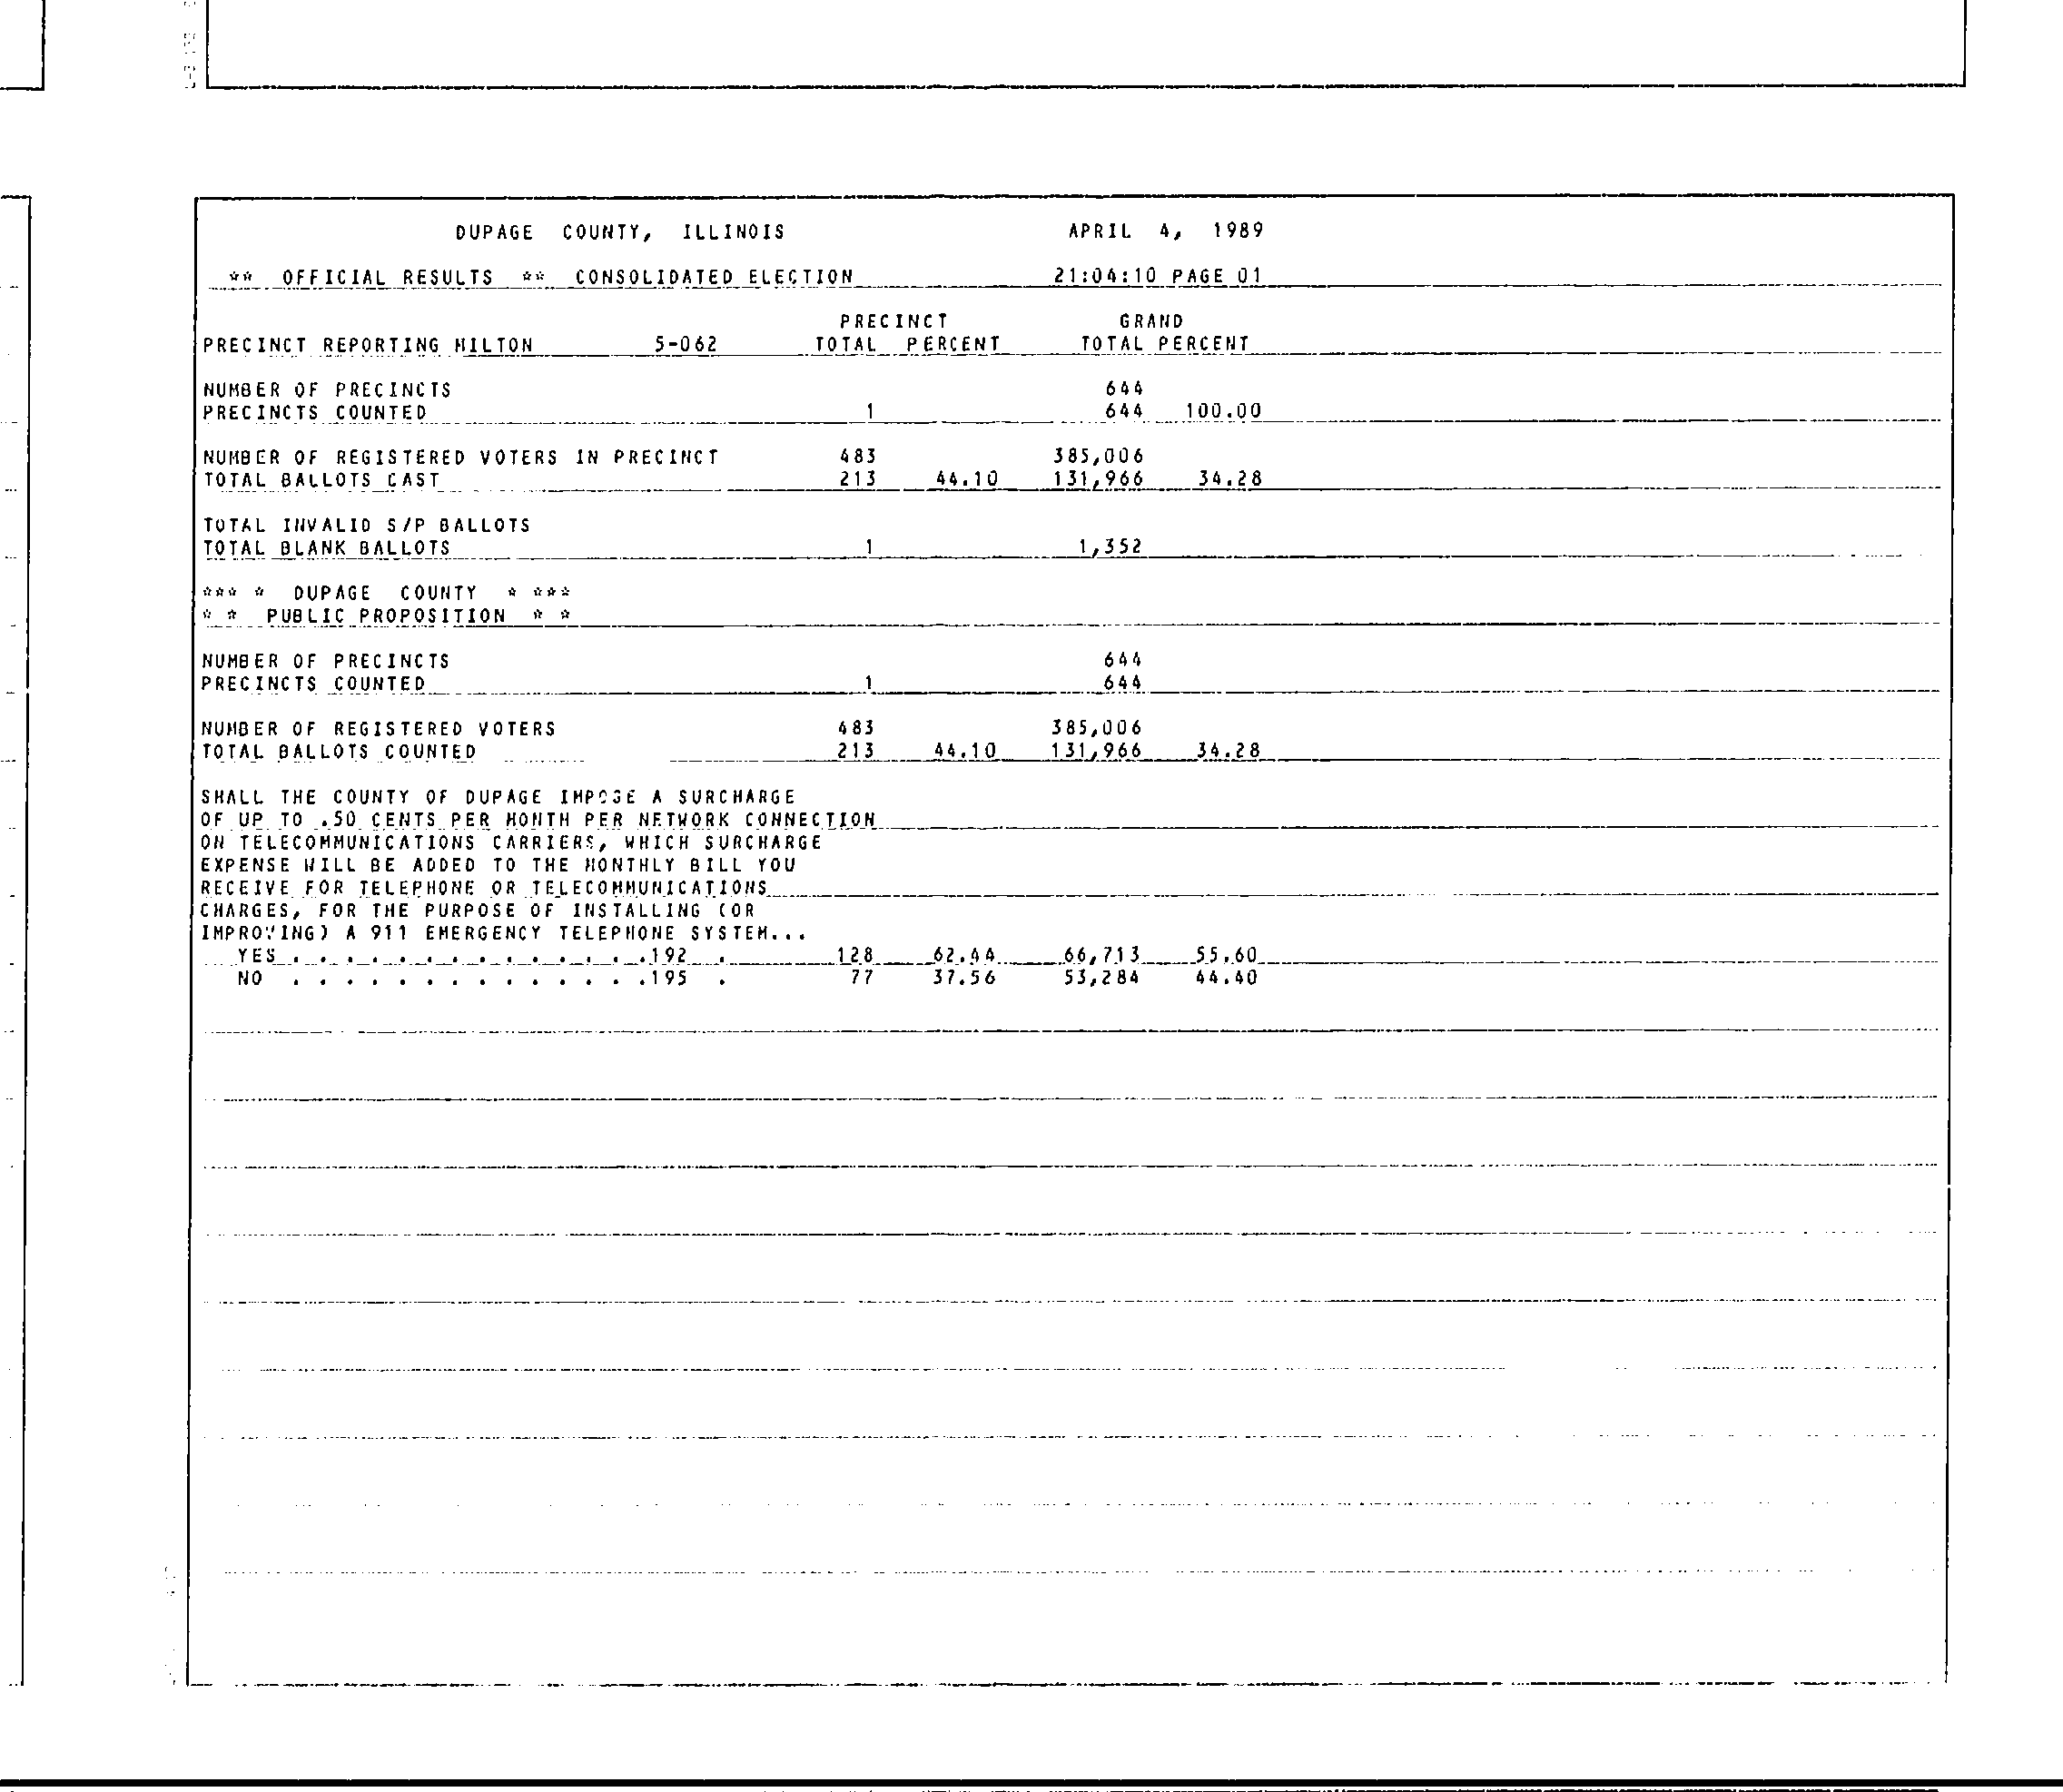 DUPAGE COUNTY, ILLINOIS APRIL 4, 1989
** OFFICIAL RESULTS ** CONSOLIDATED ELECTION 21:04:10 PAGE 01
PRECINCT GRAND
PRECINCT REPORTING MILTON 5-062 TOTAL PERCENT TOTAL PERCENT
NUMBER OF PRECINCTS 644
PRECINCTS COUNTED 1 644 100.00
NUMBER OF REGISTERED VOTERS IN PRECINCT 483 385,006
TOTAL BALLOTS CAST 213 44.10 131,966 34.28
TOTAL INVALID S/P BALLOTS
TOTAL BLANK BALLOTS 1 1,352
*** * DUPAGE COUNTY * ***
* * PUBLIC PROPOSITION * *
NUMBER OF PRECINCTS 644
PRECINCTS COUNTED 1 644
NUMBER OF REGISTERED VOTERS 483 385,006
TOTAL BALLOTS COUNTED 213 44.10 131,966 34.28
SHALL THE COUNTY OF DUPAGE IMPOSE A SURCHARGE
OF UP TO .50 CENTS PER MONTH PER NETWORK CONNECTION
ON TELECOMMUNICATIONS CARRIERS, WHICH SURCHARGE
EXPENSE WILL BE ADDED TO THE MONTHLY BILL YOU
RECEIVE FOR TELEPHONE OR TELECOMMUNICATIONS
CHARGES, FOR THE PURPOSE OF INSTALLING (OR
IMPROVING) A 911 EMERGENCY TELEPHONE SYSTEM...
YES . . . . . . . . . . . . . .192 . 128 62.44 66,713 55.60
NO . . . . . . . . . . . . . .195 . 77 37.56 53,284 44.40